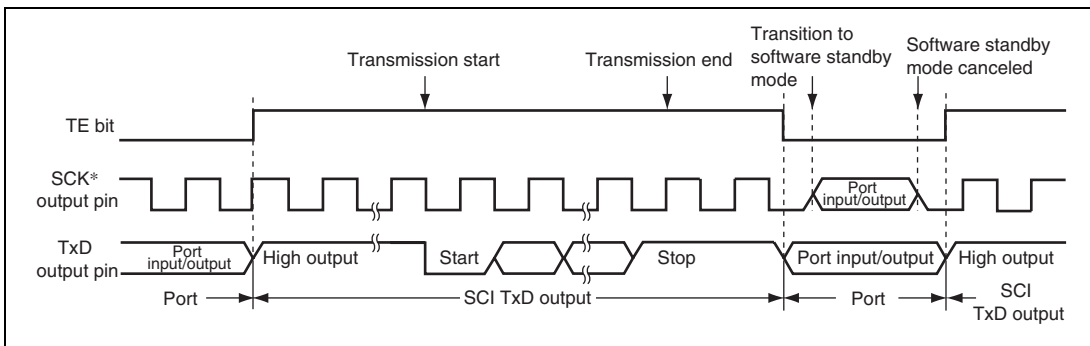 Transition to
software standby
mode
Software standby
mode canceled
Transmission start
Transmission end
TE bit
SCK*
output pin
Port
input/output
TxD
output pin
Port
input/output
High output
Start
Stop
Port input/output
High output
Port
SCI TxD output
Port
SCI
TxD output